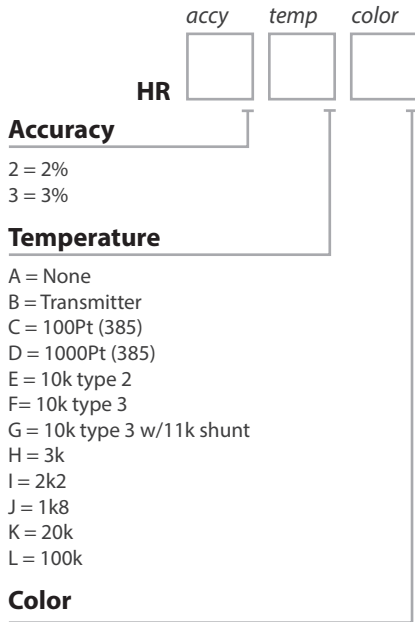 accy temp color
HR
Accuracy
2 = 2%
3 = 3%
Temperature
A = None
B = Transmitter
C = 100Pt (385)
D = 1000Pt (385)
E = 10k type 2
F= 10k type 3
G = 10k type 3 w/11k shunt
H = 3k
I = 2k2
J = 1k8
K = 20k
L = 100k
Color